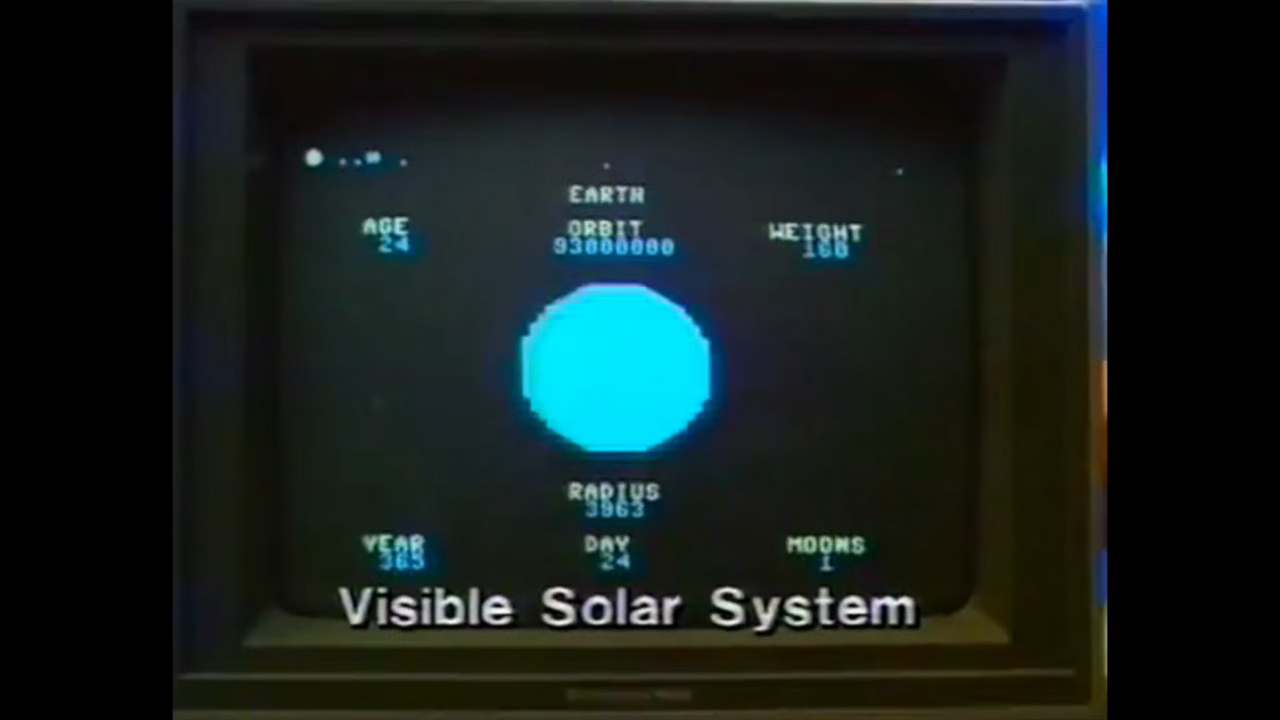 EARTH
AGE ORBIT WEIGHT
24 93000000 160
RADIUS
3963
YEAR DAY MOONS
365 24 1
Visible Solar System